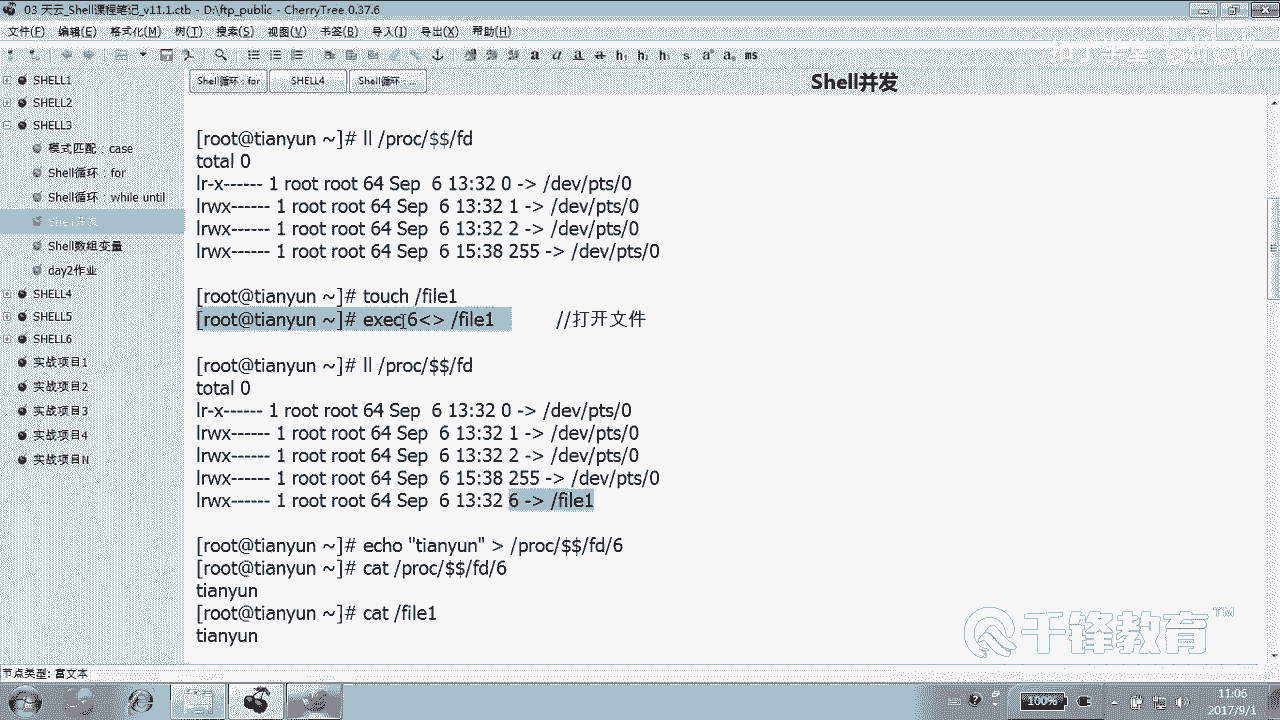 03 天云_Shell课程笔记_v11.1.ctb - D:\ftp_public - CherryTree 0.37.6
文件(F) 编辑(E) 格式化(M) 树(T) 搜索(S) 视图(V) 书签(B) 导入(I) 导出(X) 帮助(H)
a a a a h₁ h₂ h₃ s aª aₐ ms
SHELL1
SHELL2
SHELL3
模式匹配：case
Shell循环：for
Shell循环：while until
Shell并发
Shell数组变量
day2作业
SHELL4
SHELL5
SHELL6
实战项目1
实战项目2
实战项目3
实战项目4
实战项目N
Shell循环：for SHELL4 Shell循环：...
Shell并发
[root@tianyun ~]# ll /proc/$$/fd
total 0
lr-x------ 1 root root 64 Sep  6 13:32 0 -> /dev/pts/0
lrwx------ 1 root root 64 Sep  6 13:32 1 -> /dev/pts/0
lrwx------ 1 root root 64 Sep  6 13:32 2 -> /dev/pts/0
lrwx------ 1 root root 64 Sep  6 15:38 255 -> /dev/pts/0
[root@tianyun ~]# touch /file1
[root@tianyun ~]# exec 6<> /file1 //打开文件
[root@tianyun ~]# ll /proc/$$/fd
total 0
lr-x------ 1 root root 64 Sep  6 13:32 0 -> /dev/pts/0
lrwx------ 1 root root 64 Sep  6 13:32 1 -> /dev/pts/0
lrwx------ 1 root root 64 Sep  6 13:32 2 -> /dev/pts/0
lrwx------ 1 root root 64 Sep  6 15:38 255 -> /dev/pts/0
lrwx------ 1 root root 64 Sep  6 13:32 6 -> /file1
[root@tianyun ~]# echo "tianyun" > /proc/$$/fd/6
[root@tianyun ~]# cat /proc/$$/fd/6
tianyun
[root@tianyun ~]# cat /file1
tianyun
千锋教育™
节点类型: 富文本
100%
11:06
2017/9/1